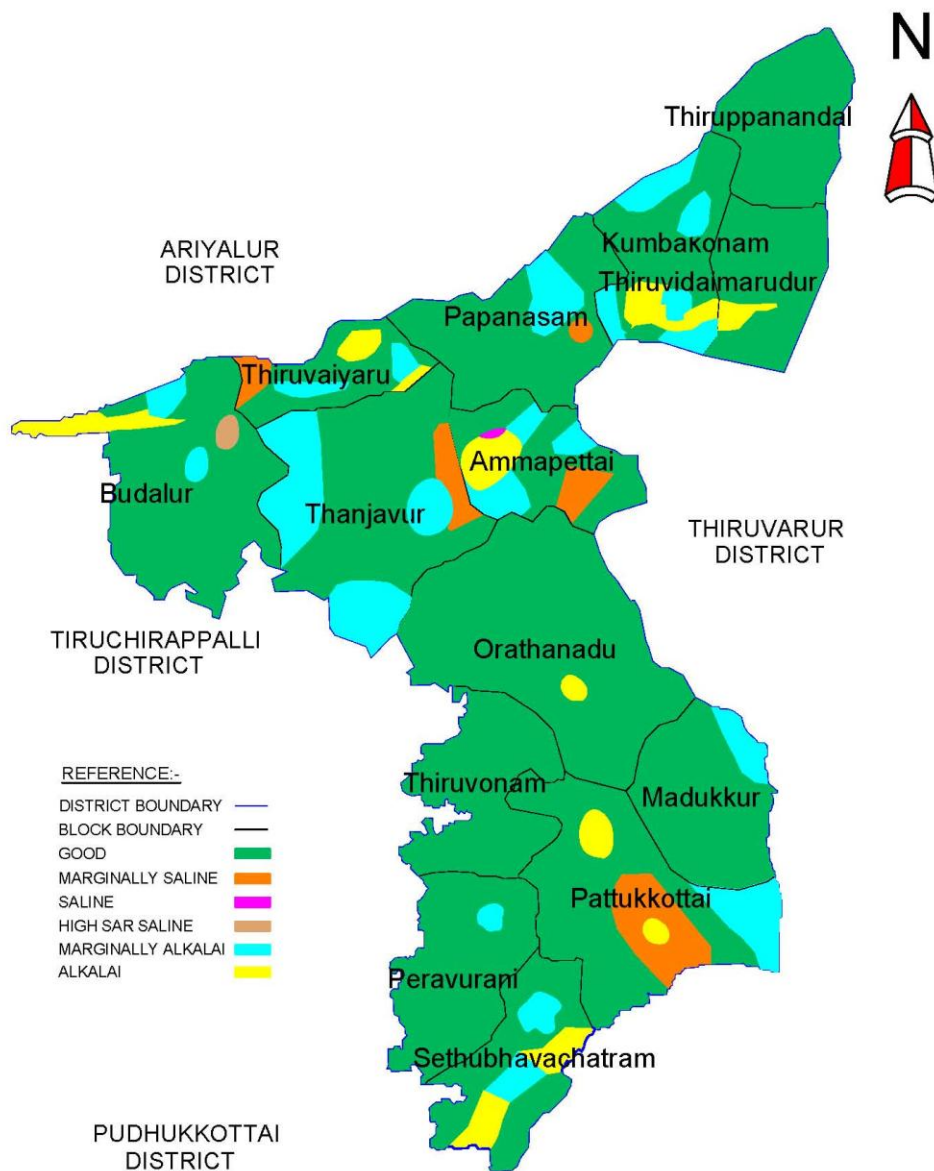 N
Thiruppanandal
ARIYALUR
DISTRICT
Kumbakonam
Thiruvidaimarudur
Papanasam
Thiruvaiyaru
Ammapettai
Budalur
Thanjavur
THIRUVARUR
DISTRICT
TIRUCHIRAPPALLI
DISTRICT
Orathanadu
Thiruvonam
Madukkur
REFERENCE:-
DISTRICT BOUNDARY
BLOCK BOUNDARY
GOOD
MARGINALLY SALINE
SALINE
HIGH SAR SALINE
MARGINALLY ALKALAI
ALKALAI
Pattukkottai
Peravurani
Sethubhavachatram
PUDHUKKOTTAI
DISTRICT